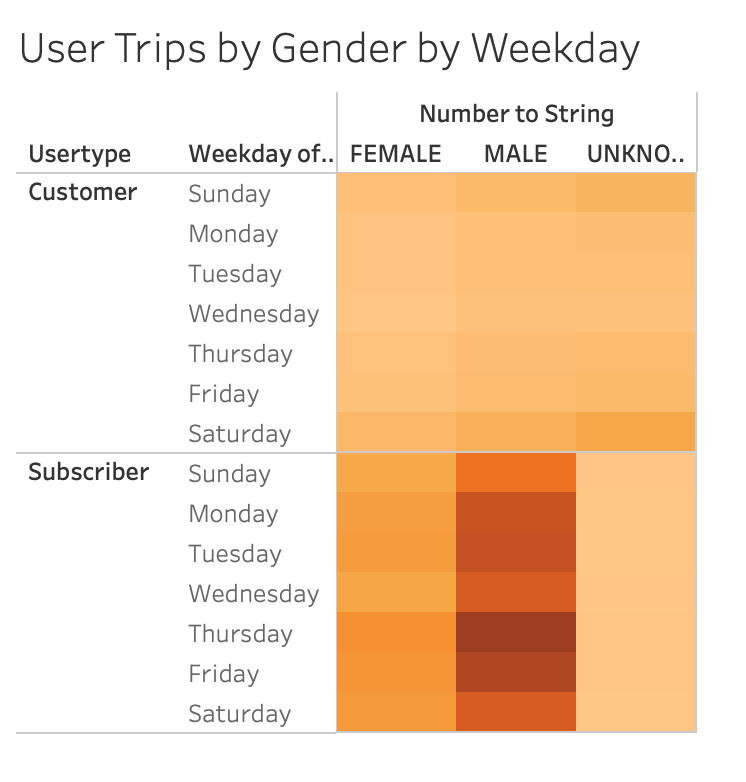 User Trips by Gender by Weekday
Number to String
Usertype Weekday of.. FEMALE MALE UNKNO..
Customer Sunday
Monday
Tuesday
Wednesday
Thursday
Friday
Saturday
Subscriber Sunday
Monday
Tuesday
Wednesday
Thursday
Friday
Saturday